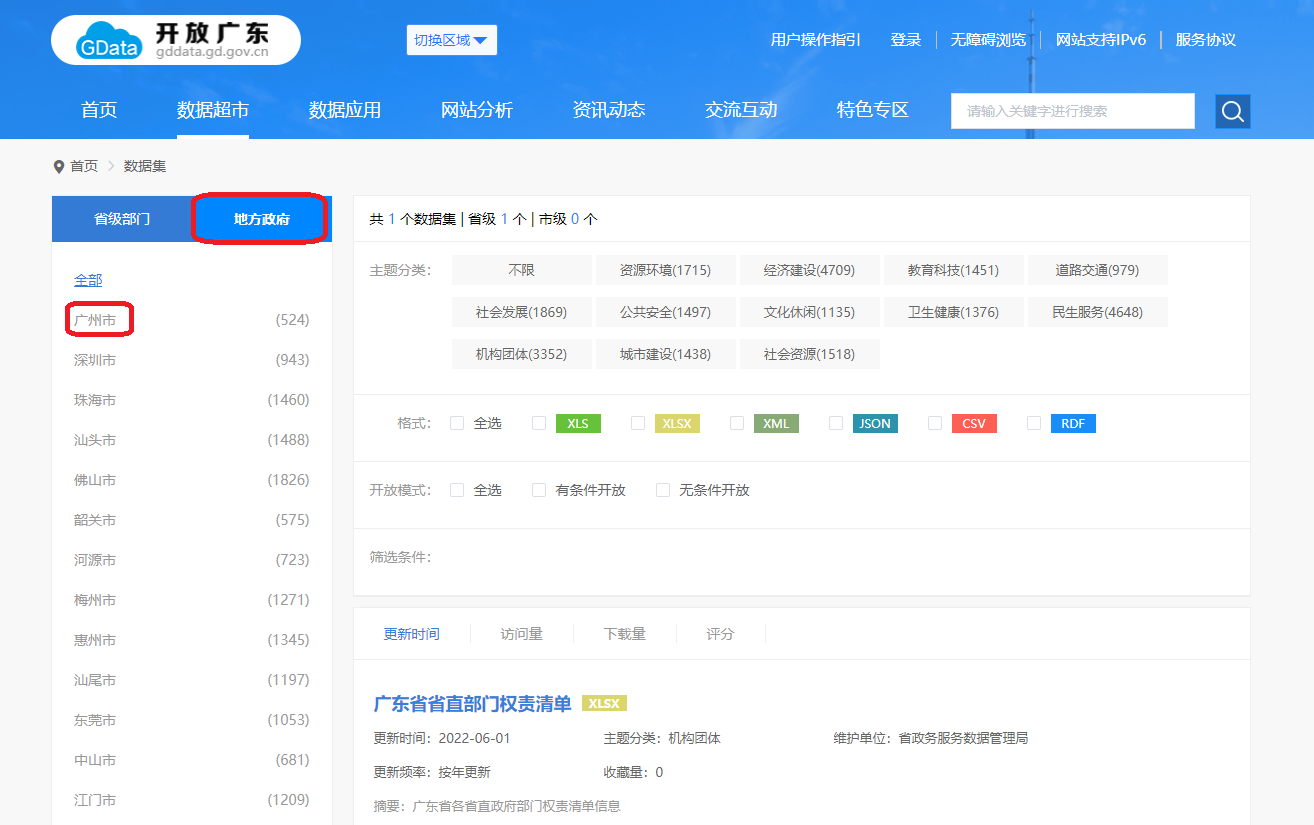 GData 开放广东
gddata.gd.gov.cn
切换区域
用户操作指引 登录 | 无障碍浏览 | 网站支持IPv6 | 服务协议
首页 数据超市 数据应用 网站分析 资讯动态 交流互动 特色专区 请输入关键字进行搜索
首页 > 数据集
省级部门 地方政府
全部
广州市 (524)
深圳市 (943)
珠海市 (1460)
汕头市 (1488)
佛山市 (1826)
韶关市 (575)
河源市 (723)
梅州市 (1271)
惠州市 (1345)
汕尾市 (1197)
东莞市 (1053)
中山市 (681)
江门市 (1209)
共 1 个数据集 | 省级 1 个 | 市级 0 个
主题分类: 不限 资源环境(1715) 经济建设(4709) 教育科技(1451) 道路交通(979)
社会发展(1869) 公共安全(1497) 文化休闲(1135) 卫生健康(1376) 民生服务(4648)
机构团体(3352) 城市建设(1438) 社会资源(1518)
格式: 全选 XLS XLSX XML JSON CSV RDF
开放模式: 全选 有条件开放 无条件开放
筛选条件:
更新时间 访问量 下载量 评分
广东省省直部门权责清单 XLSX
更新时间: 2022-06-01 主题分类: 机构团体 维护单位: 省政务服务数据管理局
更新频率: 按年更新 收藏量: 0
摘要: 广东省各省直政府部门权责清单信息